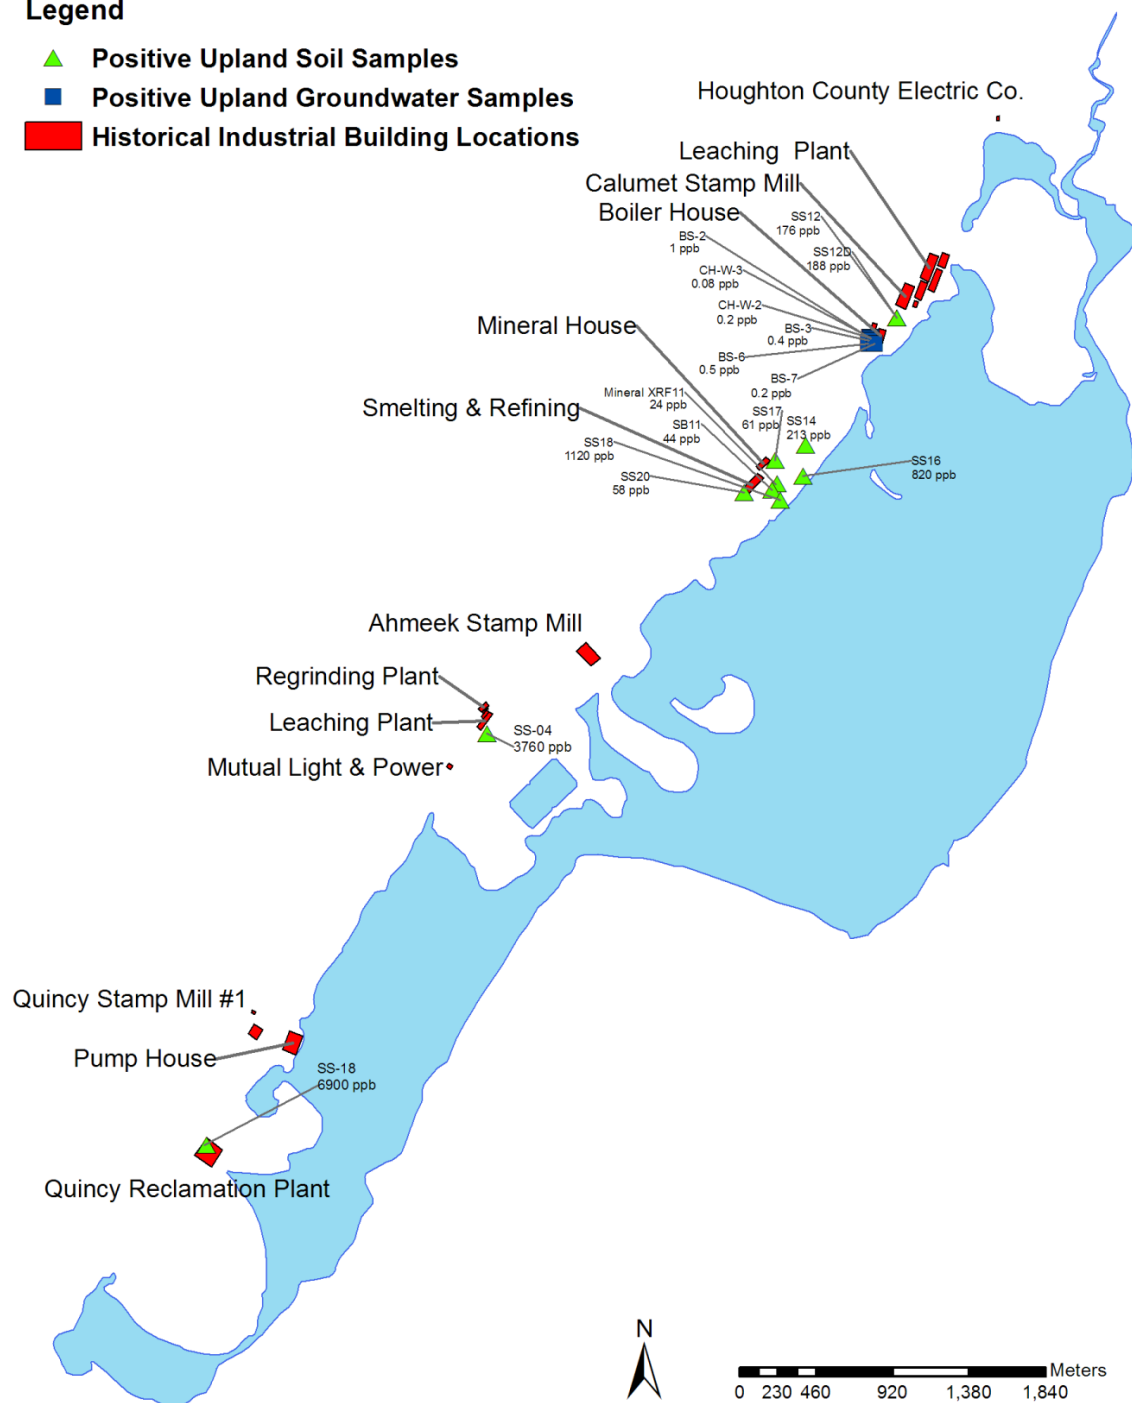 Legend
Positive Upland Soil Samples
Positive Upland Groundwater Samples
Historical Industrial Building Locations
Houghton County Electric Co.
Leaching Plant
Calumet Stamp Mill
Boiler House
SS12
176 ppb
BS-2
1 ppb
SS12D
188 ppb
CH-W-3
0.08 ppb
CH-W-2
0.2 ppb
Mineral House
BS-3
0.4 ppb
BS-6
0.5 ppb
BS-7
0.2 ppb
Mineral XRF11
24 ppb
Smelting & Refining
SS17
61 ppb
SS14
213 ppb
SB11
44 ppb
SS18
1120 ppb
SS16
820 ppb
SS20
58 ppb
Ahmeek Stamp Mill
Regrinding Plant
Leaching Plant
SS-04
3760 ppb
Mutual Light & Power
Quincy Stamp Mill #1
Pump House
SS-18
6900 ppb
Quincy Reclamation Plant
N
Meters
0 230 460 920 1,380 1,840